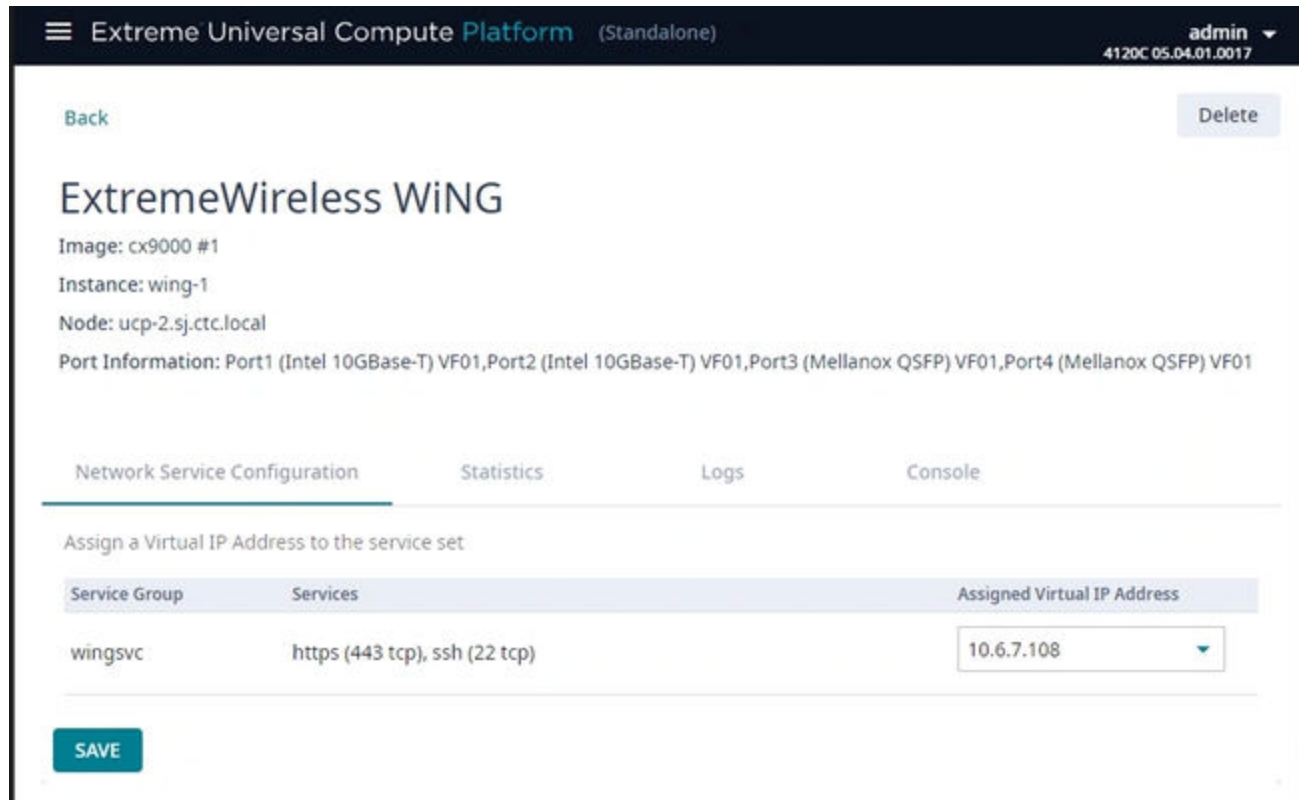 Extreme Universal Compute Platform (Standalone) admin
4120C 05.04.01.0017
Back Delete
ExtremeWireless WiNG
Image: cx9000 #1
Instance: wing-1
Node: ucp-2.sj.ctc.local
Port Information: Port1 (Intel 10GBase-T) VF01,Port2 (Intel 10GBase-T) VF01,Port3 (Mellanox QSFP) VF01,Port4 (Mellanox QSFP) VF01
Network Service Configuration Statistics Logs Console
Assign a Virtual IP Address to the service set
Service Group Services Assigned Virtual IP Address
wingsvc https (443 tcp), ssh (22 tcp) 10.6.7.108
SAVE